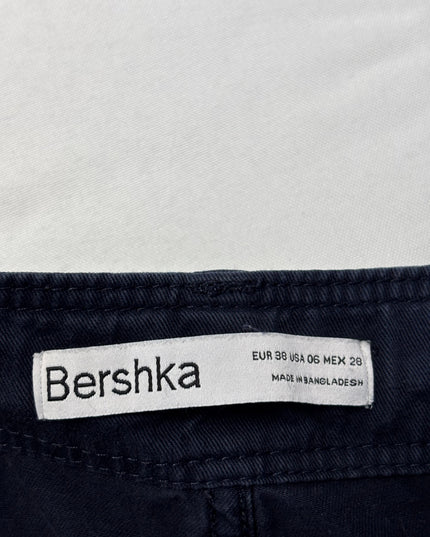 Bershka
EUR 38 USA 06 MEX 28
MADE IN BANGLADESH